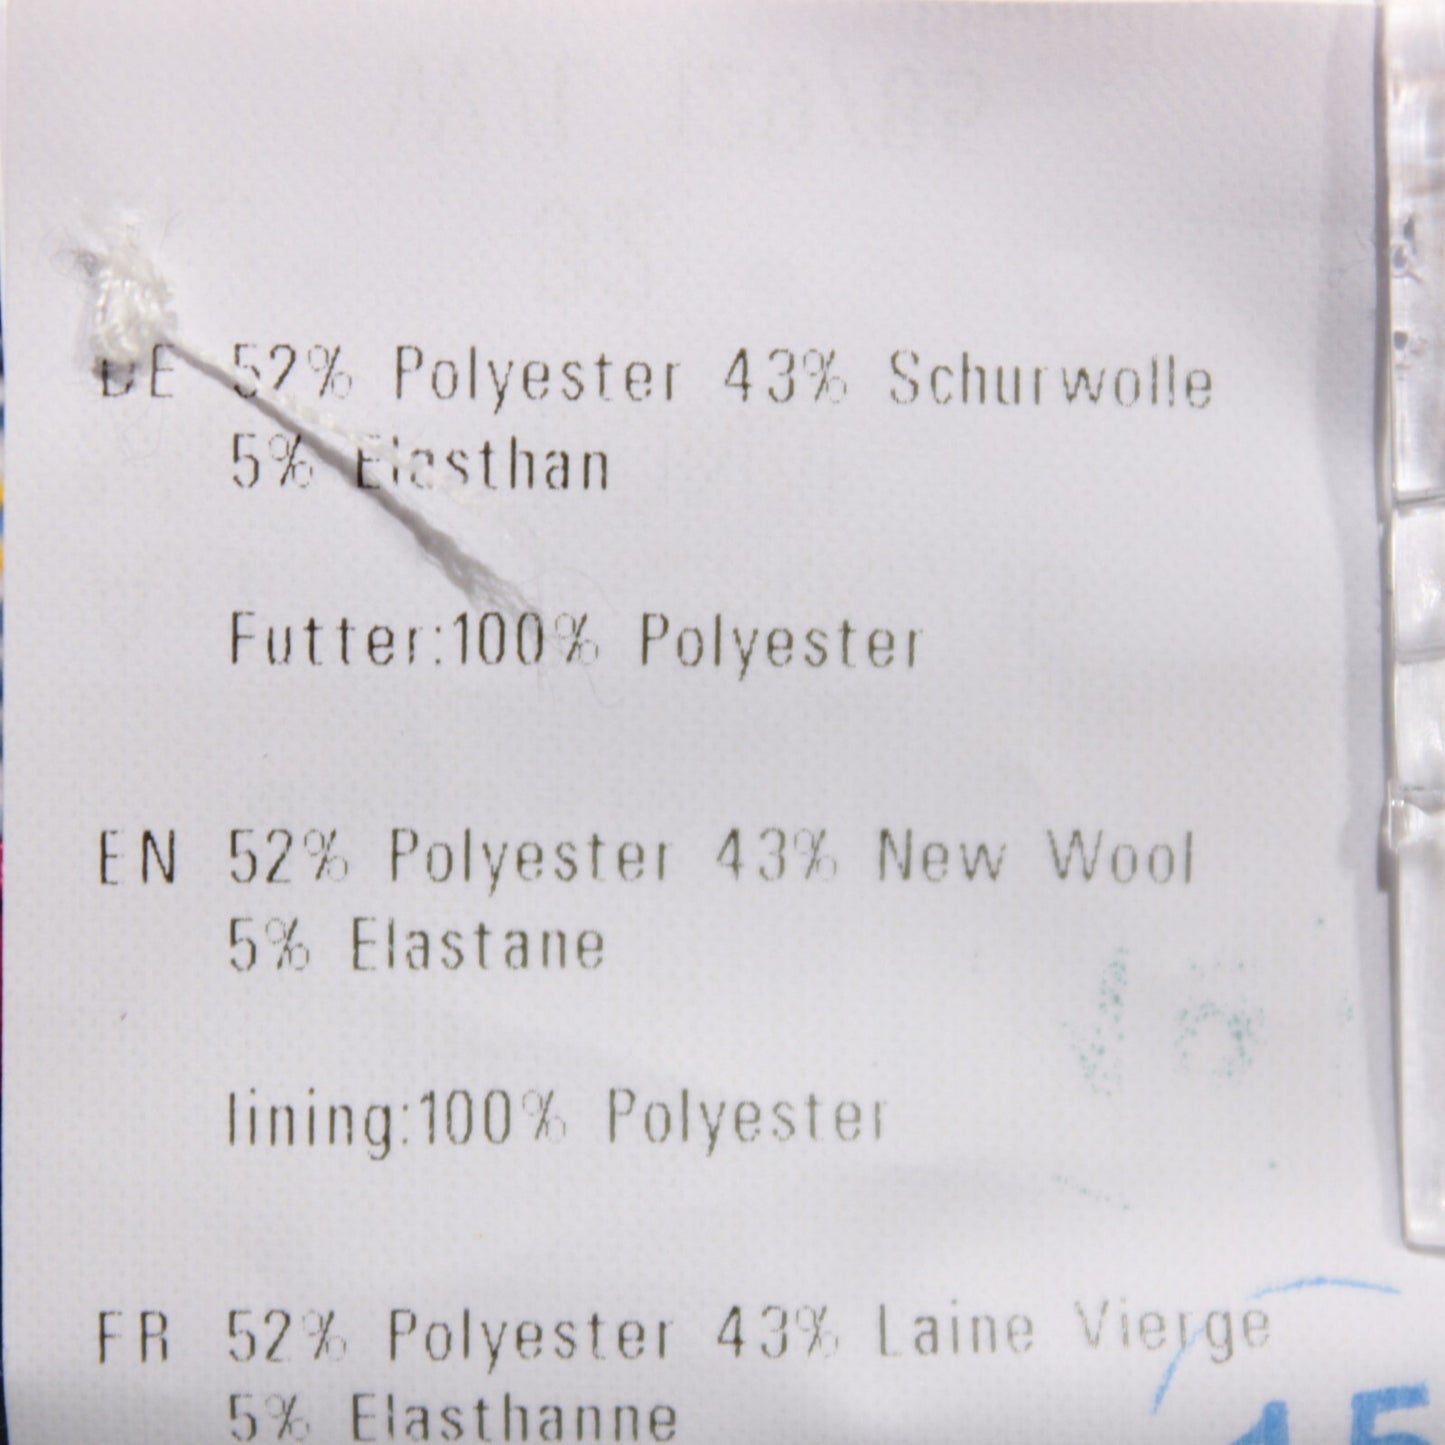 DE 52% Polyester 43% Schurwolle
5% Elasthan
Futter:100% Polyester
EN 52% Polyester 43% New Wool
5% Elastane
lining:100% Polyester
FR 52% Polyester 43% Laine Vierge
5% Elasthanne
15